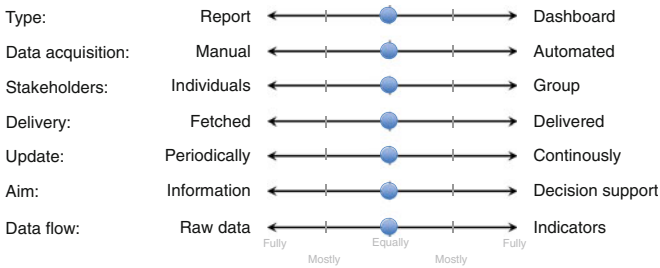 Type: Report Dashboard
Data acquisition: Manual Automated
Stakeholders: Individuals Group
Delivery: Fetched Delivered
Update: Periodically Continously
Aim: Information Decision support
Data flow: Raw data Indicators
Fully Equally Fully
Mostly Mostly